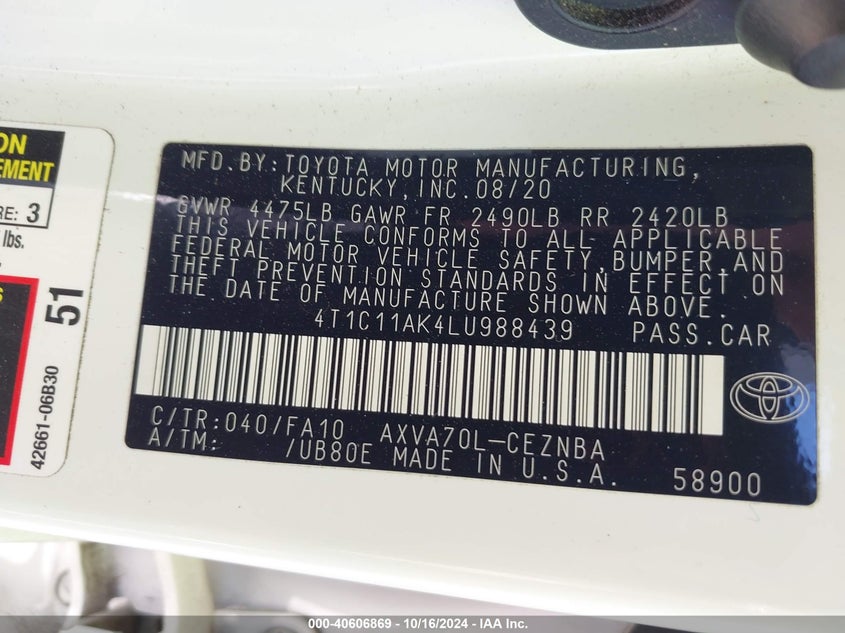 ON
EMENT
RE: 3
lbs.
S
51
42661-06B30
MFD.BY:TOYOTA MOTOR MANUFACTURING,
KENTUCKY,INC.08/20
GVWR 4475LB GAWR FR 2490LB RR 2420LB
THIS VEHICLE CONFORMS TO ALL APPLICABLE
FEDERAL MOTOR VEHICLE SAFETY,BUMPER,AND
THEFT PREVENTION STANDARDS IN EFFECT ON
THE DATE OF MANUFACTURE SHOWN ABOVE.
4T1C11AK4LU988439 PASS.CAR
C/TR:040/FA10 AXVA70L-CEZNBA
A/TM: /UB80E MADE IN U.S.A. 58900
000-40606869 - 10/16/2024 - IAA Inc.